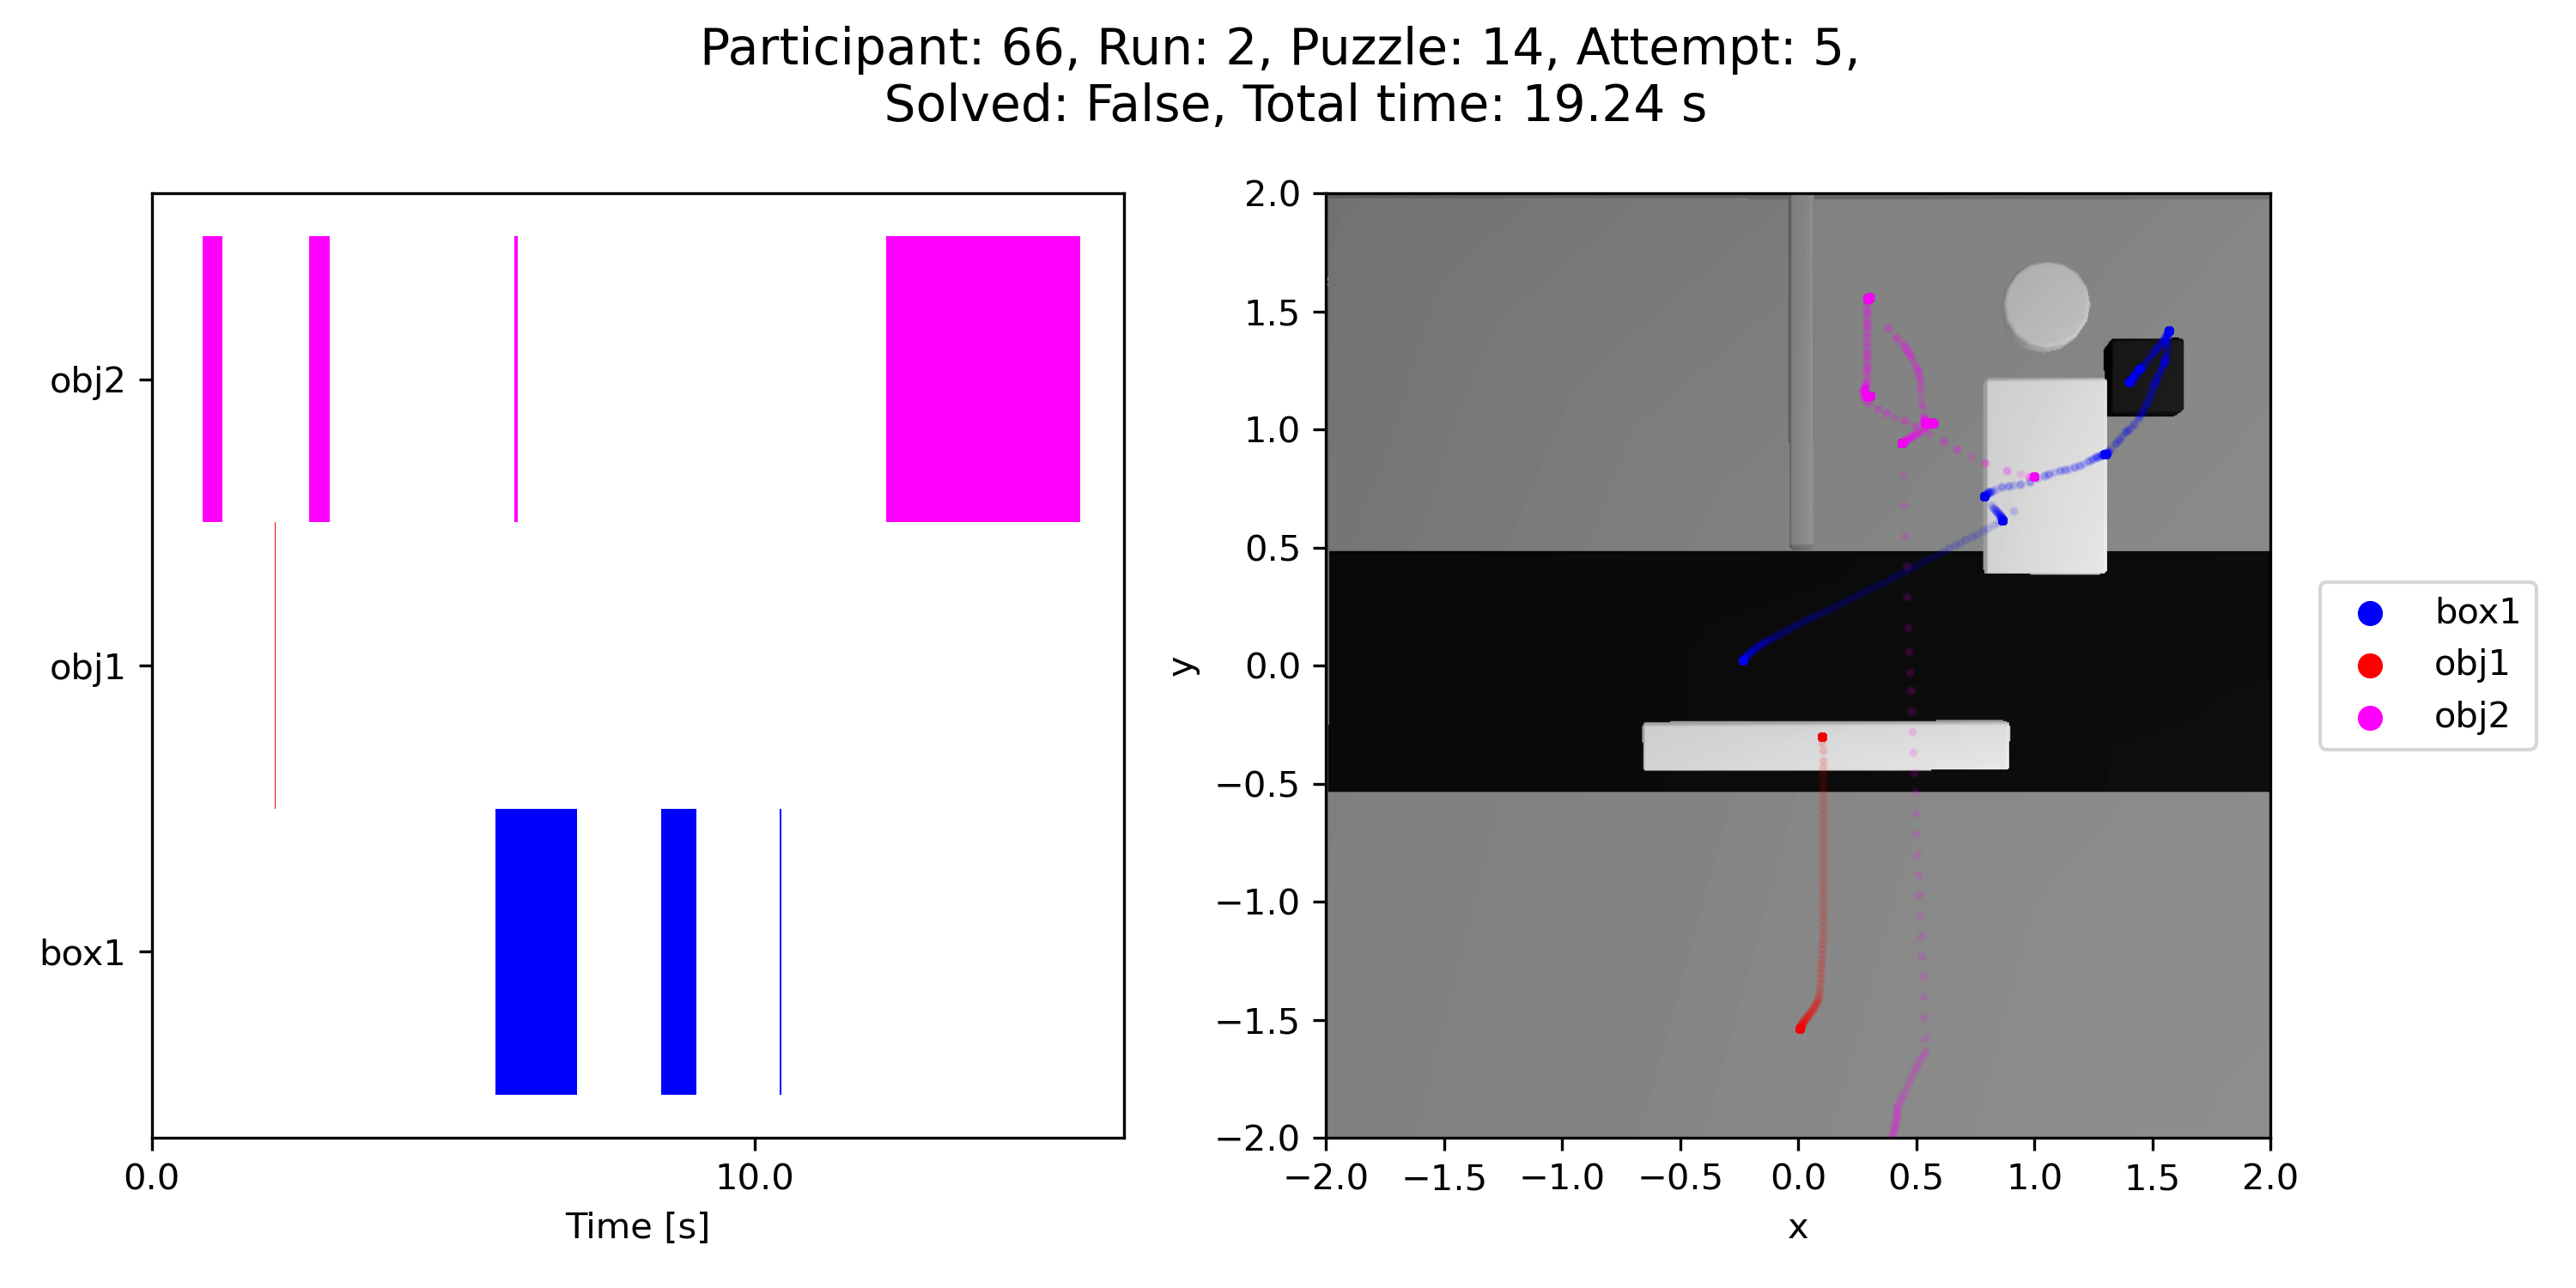 Participant: 66, Run: 2, Puzzle: 14, Attempt: 5,
Solved: False, Total time: 19.24 s
obj2
obj1
box1
0.0
10.0
Time [s]
2.0
1.5
1.0
0.5
0.0
−0.5
−1.0
−1.5
−2.0
y
−2.0
−1.5
−1.0
−0.5
0.0
0.5
1.0
1.5
2.0
x
box1
obj1
obj2